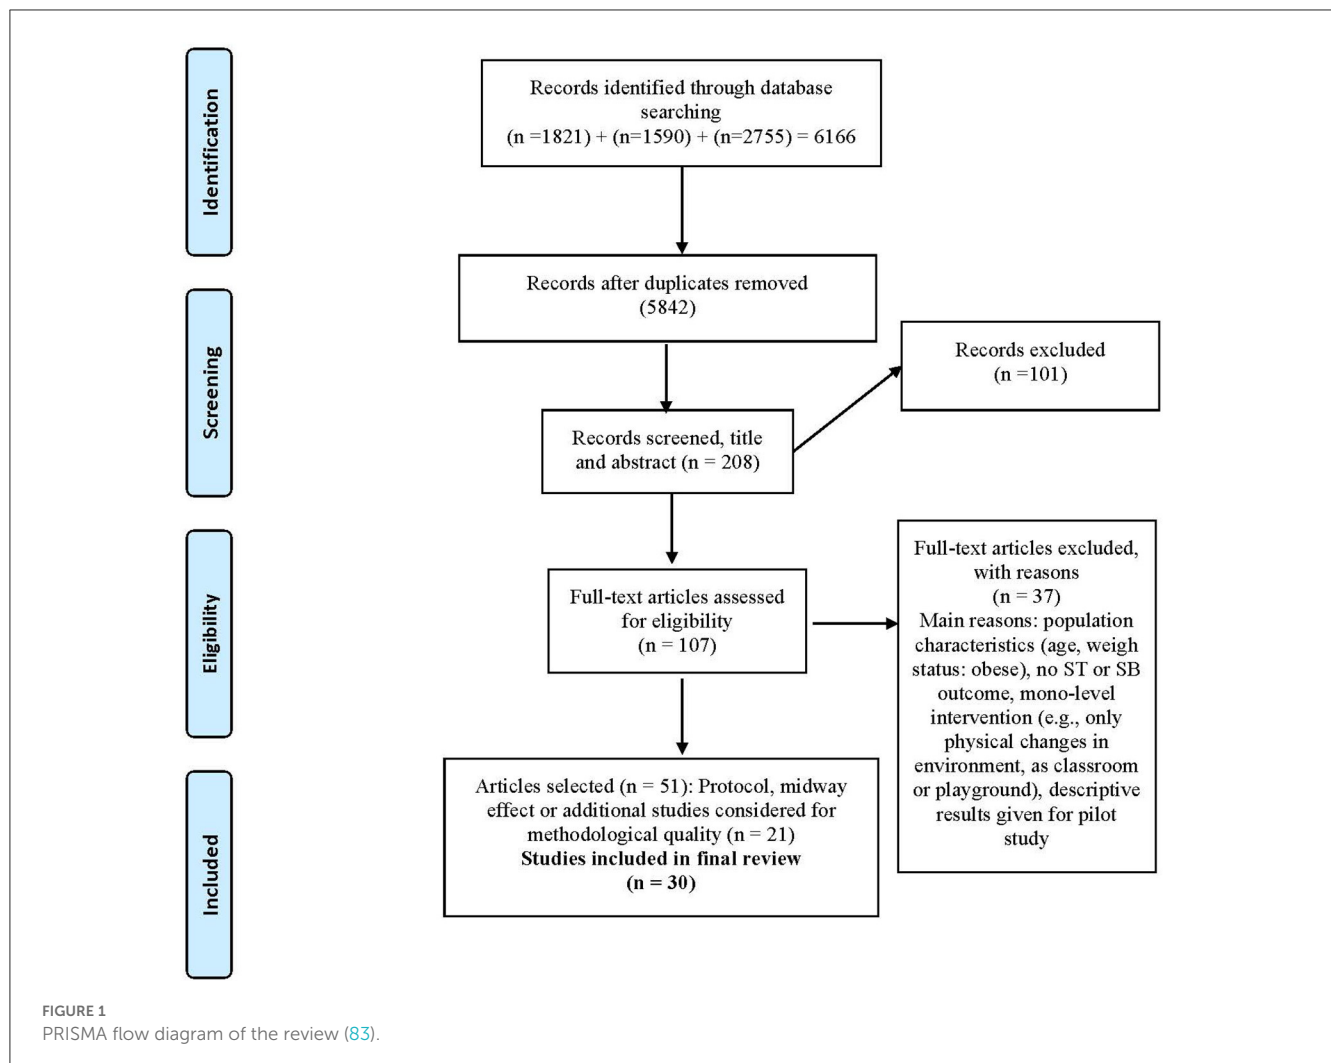 Identification
Records identified through database
searching
(n =1821) + (n=1590) + (n=2755) = 6166
Records after duplicates removed
(5842)
Screening
Records excluded
(n =101)
Records screened, title
and abstract (n = 208)
Eligibility
Full-text articles assessed
for eligibility
(n = 107)
Full-text articles excluded,
with reasons
(n = 37)
Main reasons: population
characteristics (age, weigh
status: obese), no ST or SB
outcome, mono-level
intervention (e.g., only
physical changes in
environment, as classroom
or playground), descriptive
results given for pilot
study
Included
Articles selected (n = 51): Protocol, midway
effect or additional studies considered for
methodological quality (n = 21)
Studies included in final review
(n = 30)
FIGURE 1
PRISMA flow diagram of the review (83).